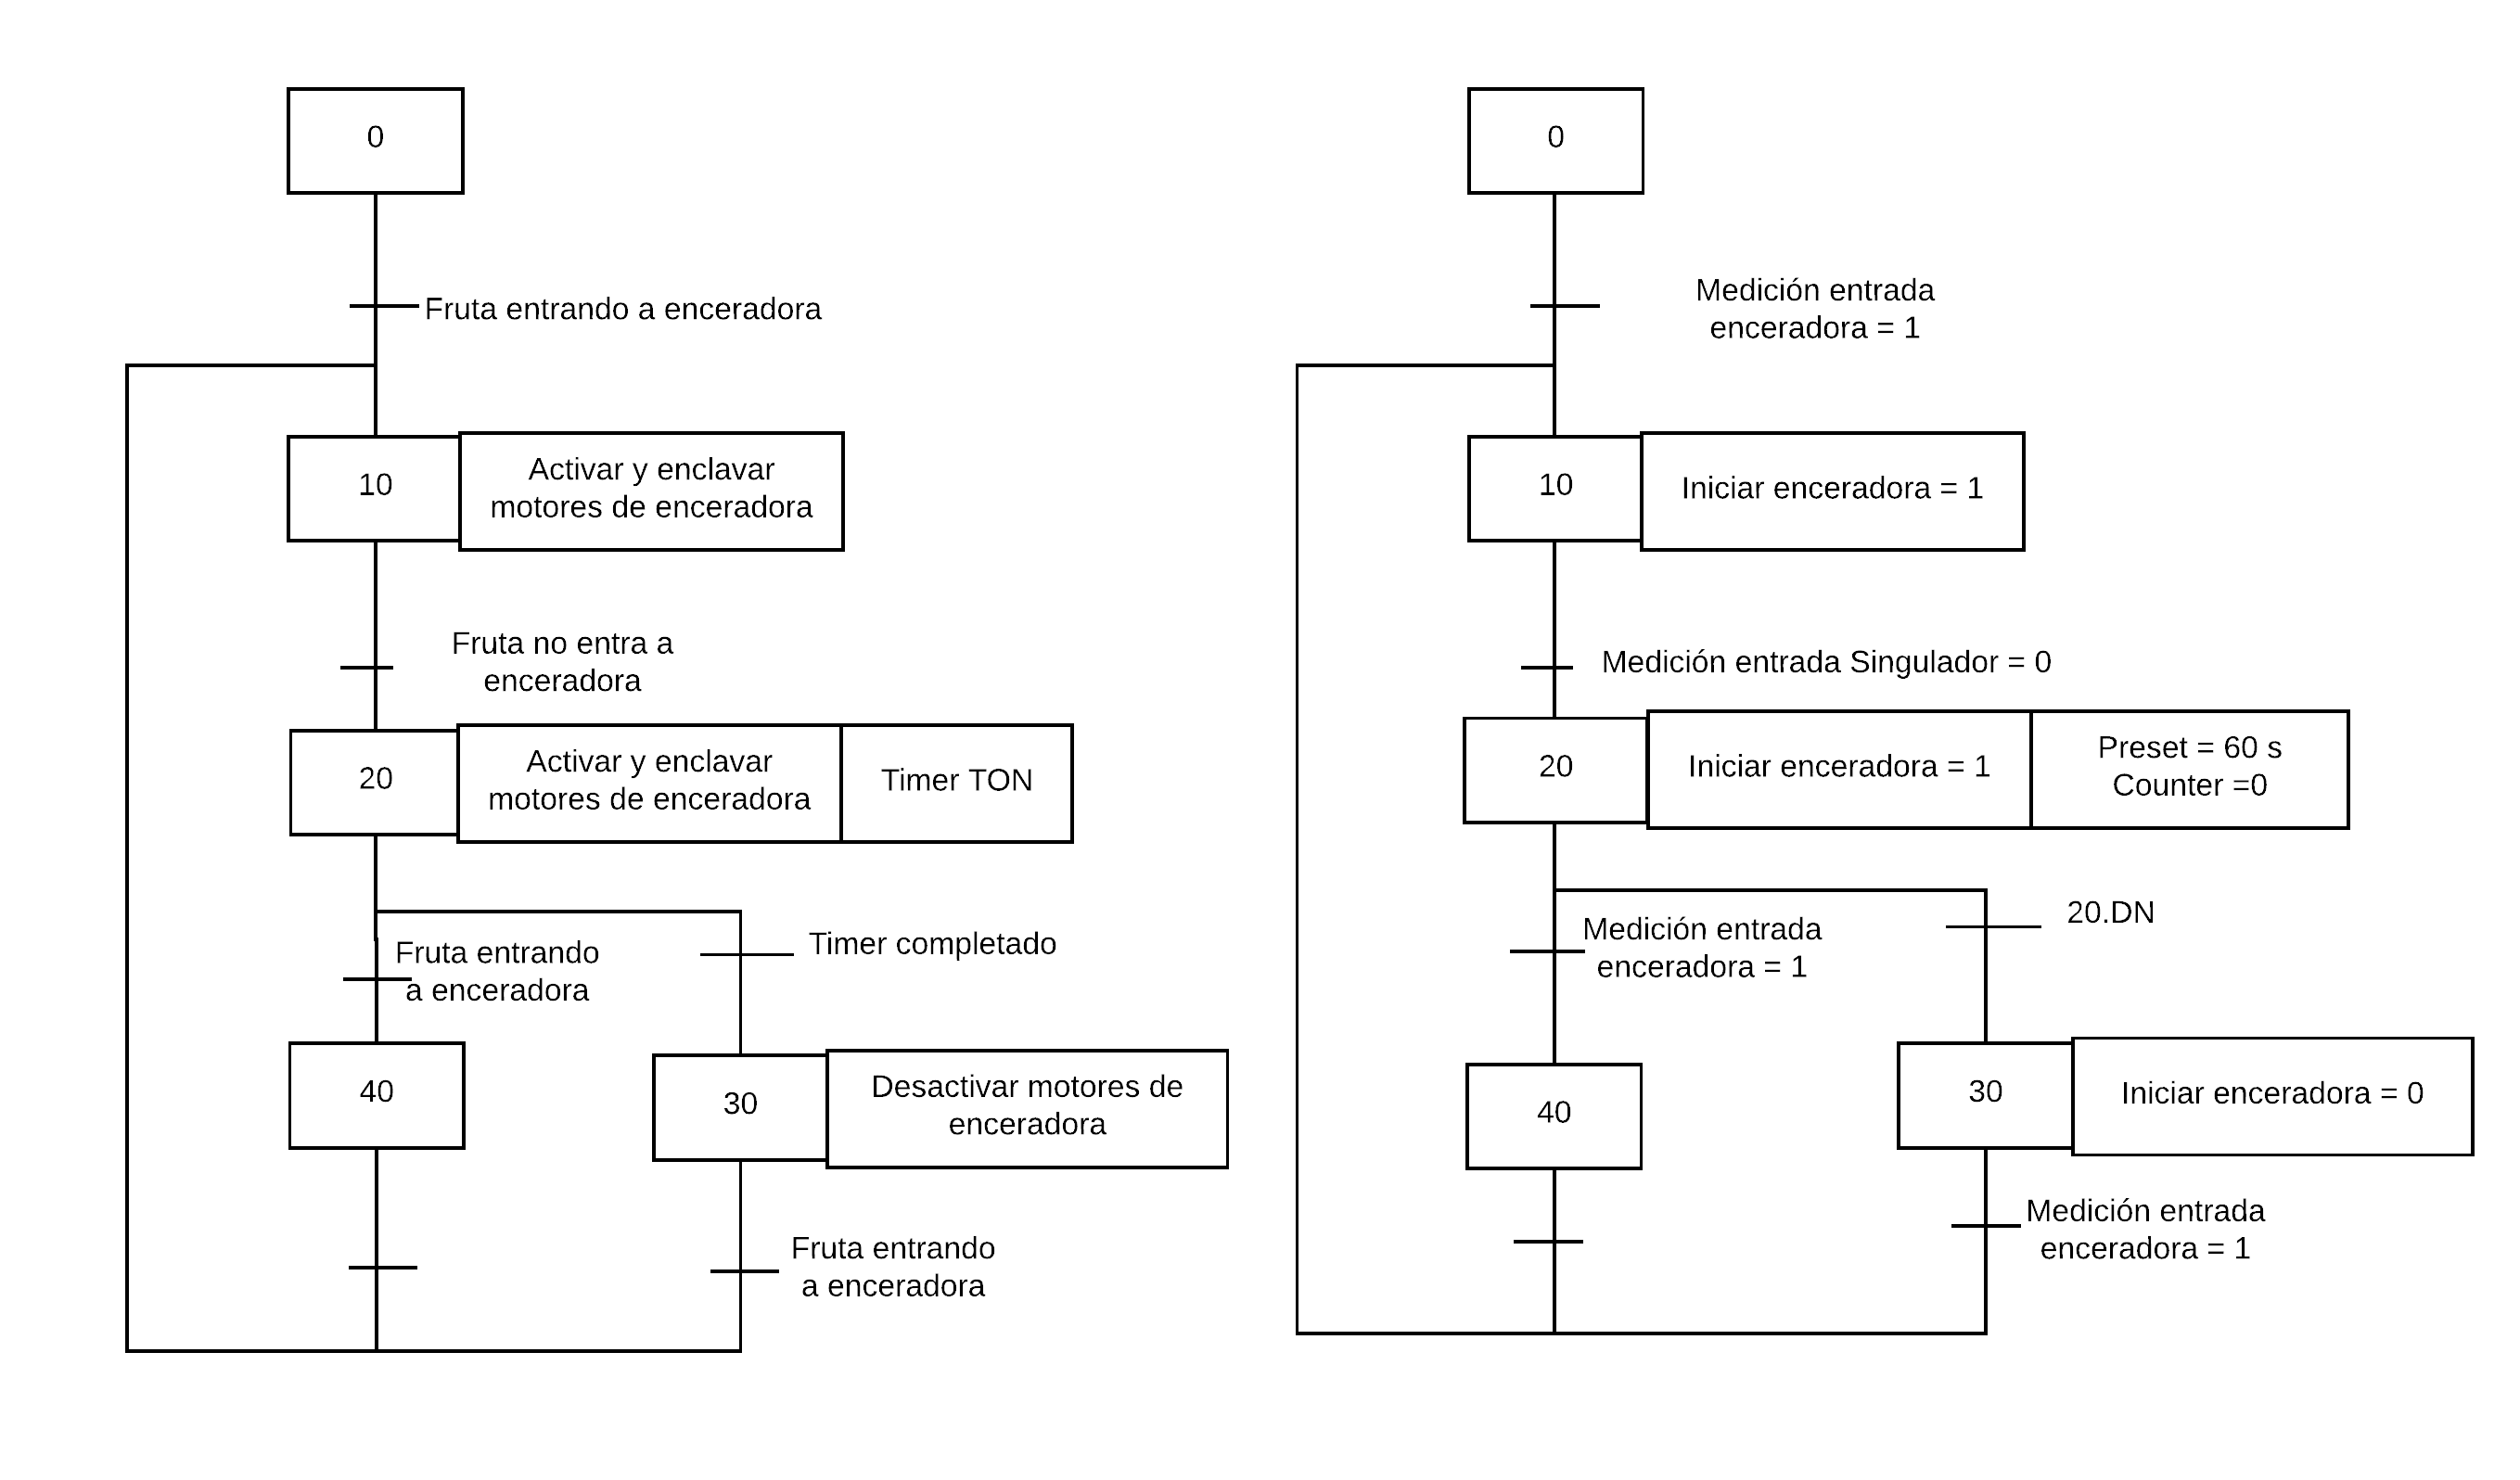 0
Fruta entrando a enceradora
10
Activar y enclavar
motores de enceradora
Fruta no entra a
enceradora
20
Activar y enclavar
motores de enceradora
Timer TON
Fruta entrando
a enceradora
Timer completado
40
30
Desactivar motores de
enceradora
Fruta entrando
a enceradora
0
Medición entrada
enceradora = 1
10
Iniciar enceradora = 1
Medición entrada Singulador = 0
20
Iniciar enceradora = 1
Preset = 60 s
Counter =0
Medición entrada
enceradora = 1
20.DN
40
30
Iniciar enceradora = 0
Medición entrada
enceradora = 1